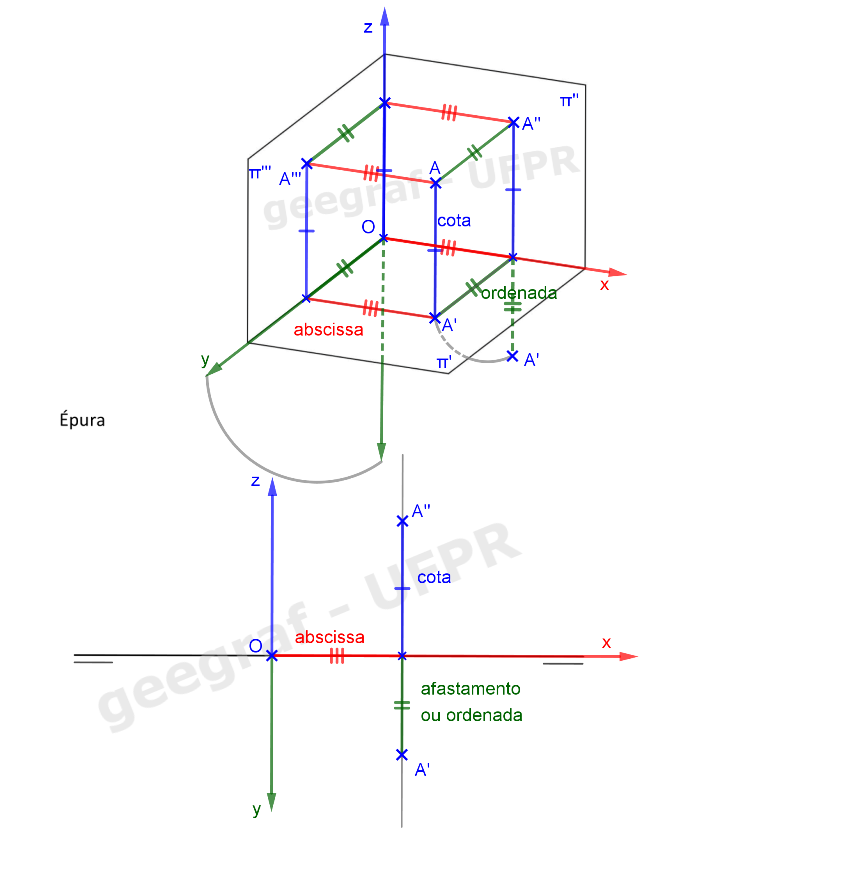 z
π''
A''
π'''
A'''
A
geegraf - UFPR
cota
O
x
ordenada
abscissa
A'
y
π'
A'
Épura
z
A''
geegraf - UFPR
cota
abscissa
O
x
afastamento
ou ordenada
A'
y